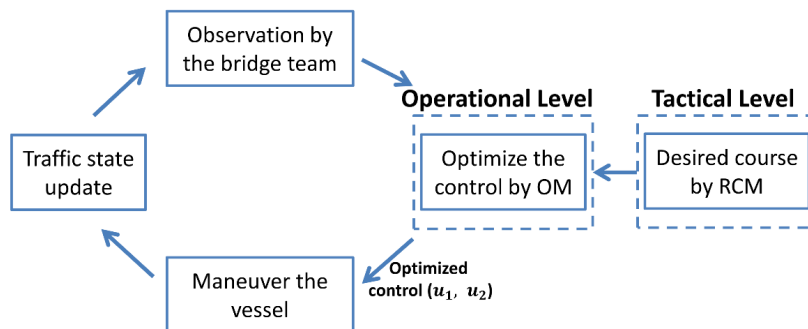 Observation by
the bridge team
Operational Level
Tactical Level
Traffic state
update
Optimize the
control by OM
Desired course
by RCM
Maneuver the
vessel
Optimized
control (u₁, u₂)